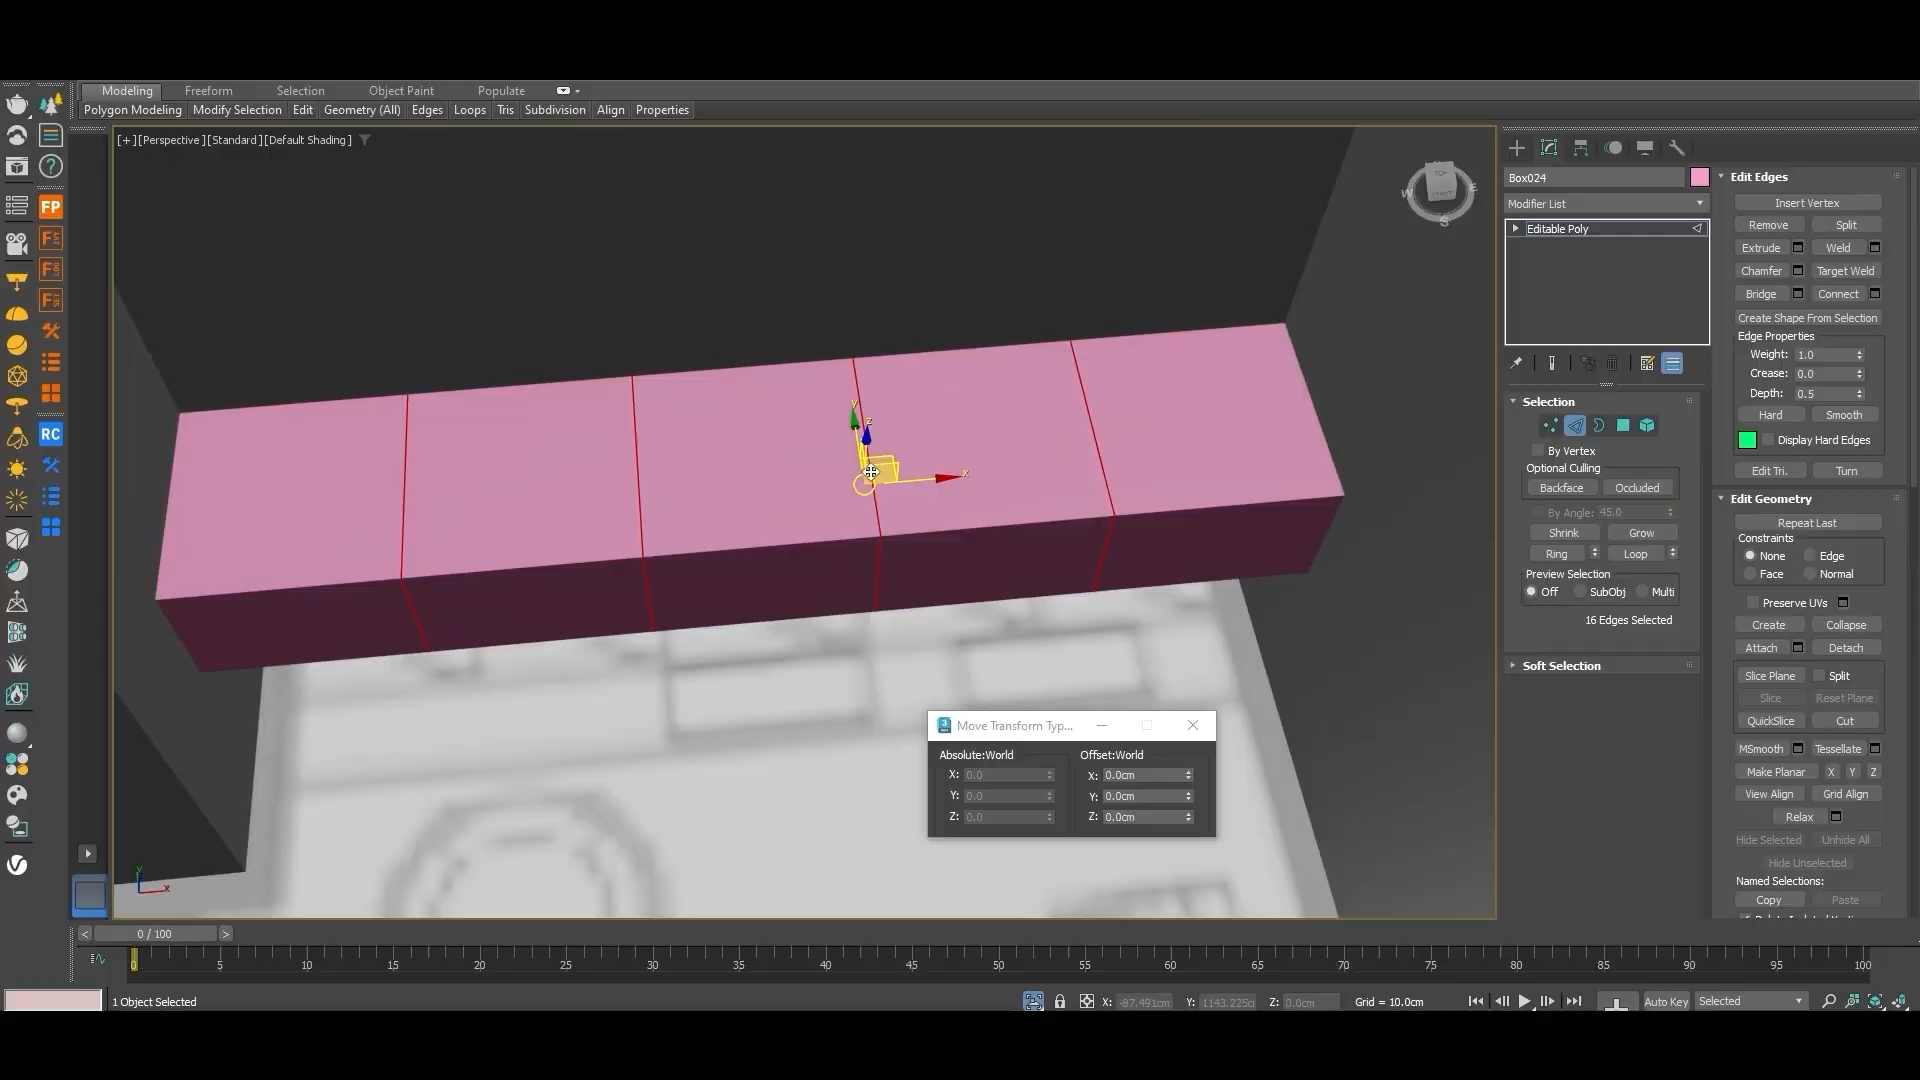 Modeling Freeform Selection Object Paint Populate
Polygon Modeling Modify Selection Edit Geometry (All) Edges Loops Tris Subdivision Align Properties
[+][Perspective][Standard][Default Shading]
FP
RC
TOP
W
E
S
y
z
x
Move Transform Typ...
Absolute:World Offset:World
X: 0.0 X: 0.0cm
Y: 0.0 Y: 0.0cm
Z: 0.0 Z: 0.0cm
y
x
Box024
Modifier List
Editable Poly
Selection
By Vertex
Optional Culling
Backface Occluded
By Angle: 45.0
Shrink Grow
Ring Loop
Preview Selection
Off SubObj Multi
16 Edges Selected
Soft Selection
Edit Edges
Insert Vertex
Remove Split
Extrude Weld
Chamfer Target Weld
Bridge Connect
Create Shape From Selection
Edge Properties
Weight: 1.0
Crease: 0.0
Depth: 0.5
Hard Smooth
Display Hard Edges
Edit Tri. Turn
Edit Geometry
Repeat Last
Constraints
None Edge
Face Normal
Preserve UVs
Create Collapse
Attach Detach
Slice Plane Split
Slice Reset Plane
QuickSlice Cut
MSmooth Tessellate
Make Planar X Y Z
View Align Grid Align
Relax
Hide Selected Unhide All
Hide Unselected
Named Selections:
Copy Paste
< 0 / 100 >
0 5 10 15 20 25 30 35 40 45 50 55 60 65 70 75 80 85 90 95 100
1 Object Selected X: -87.491cm Y: 1143.225c Z: 0.0cm Grid = 10.0cm Auto Key Selected